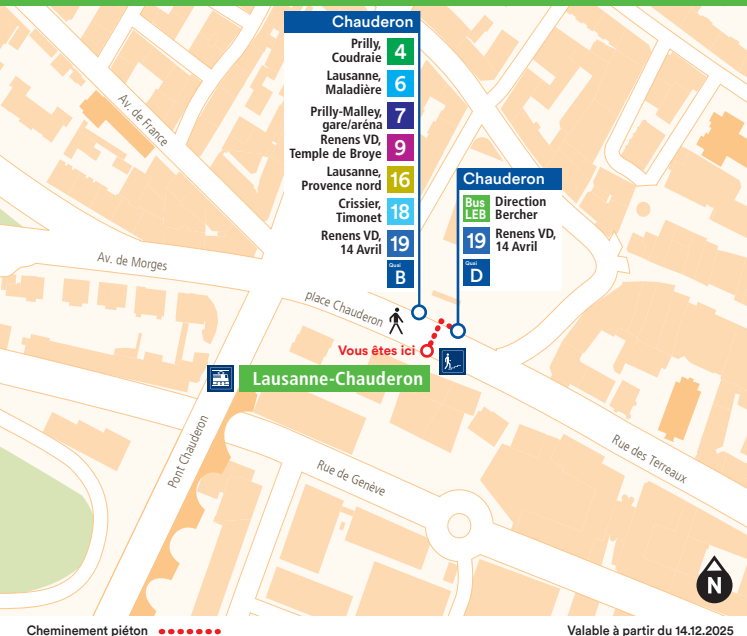 Chauderon
Prilly,
Coudraie
4
Lausanne,
Maladière
6
Prilly-Malley,
gare/aréna
7
Renens VD,
Temple de Broye
9
Lausanne,
Provence nord
16
Crissier,
Timonet
18
Renens VD,
14 Avril
19
Quai
B
Chauderon
Bus
LEB
Direction
Bercher
19
Renens VD,
14 Avril
Quai
D
Av. de France
Av. de Morges
place Chauderon
Vous êtes ici
Lausanne-Chauderon
Pont Chauderon
Rue de Genève
Rue des Terreaux
N
Cheminement piéton
Valable à partir du 14.12.2025